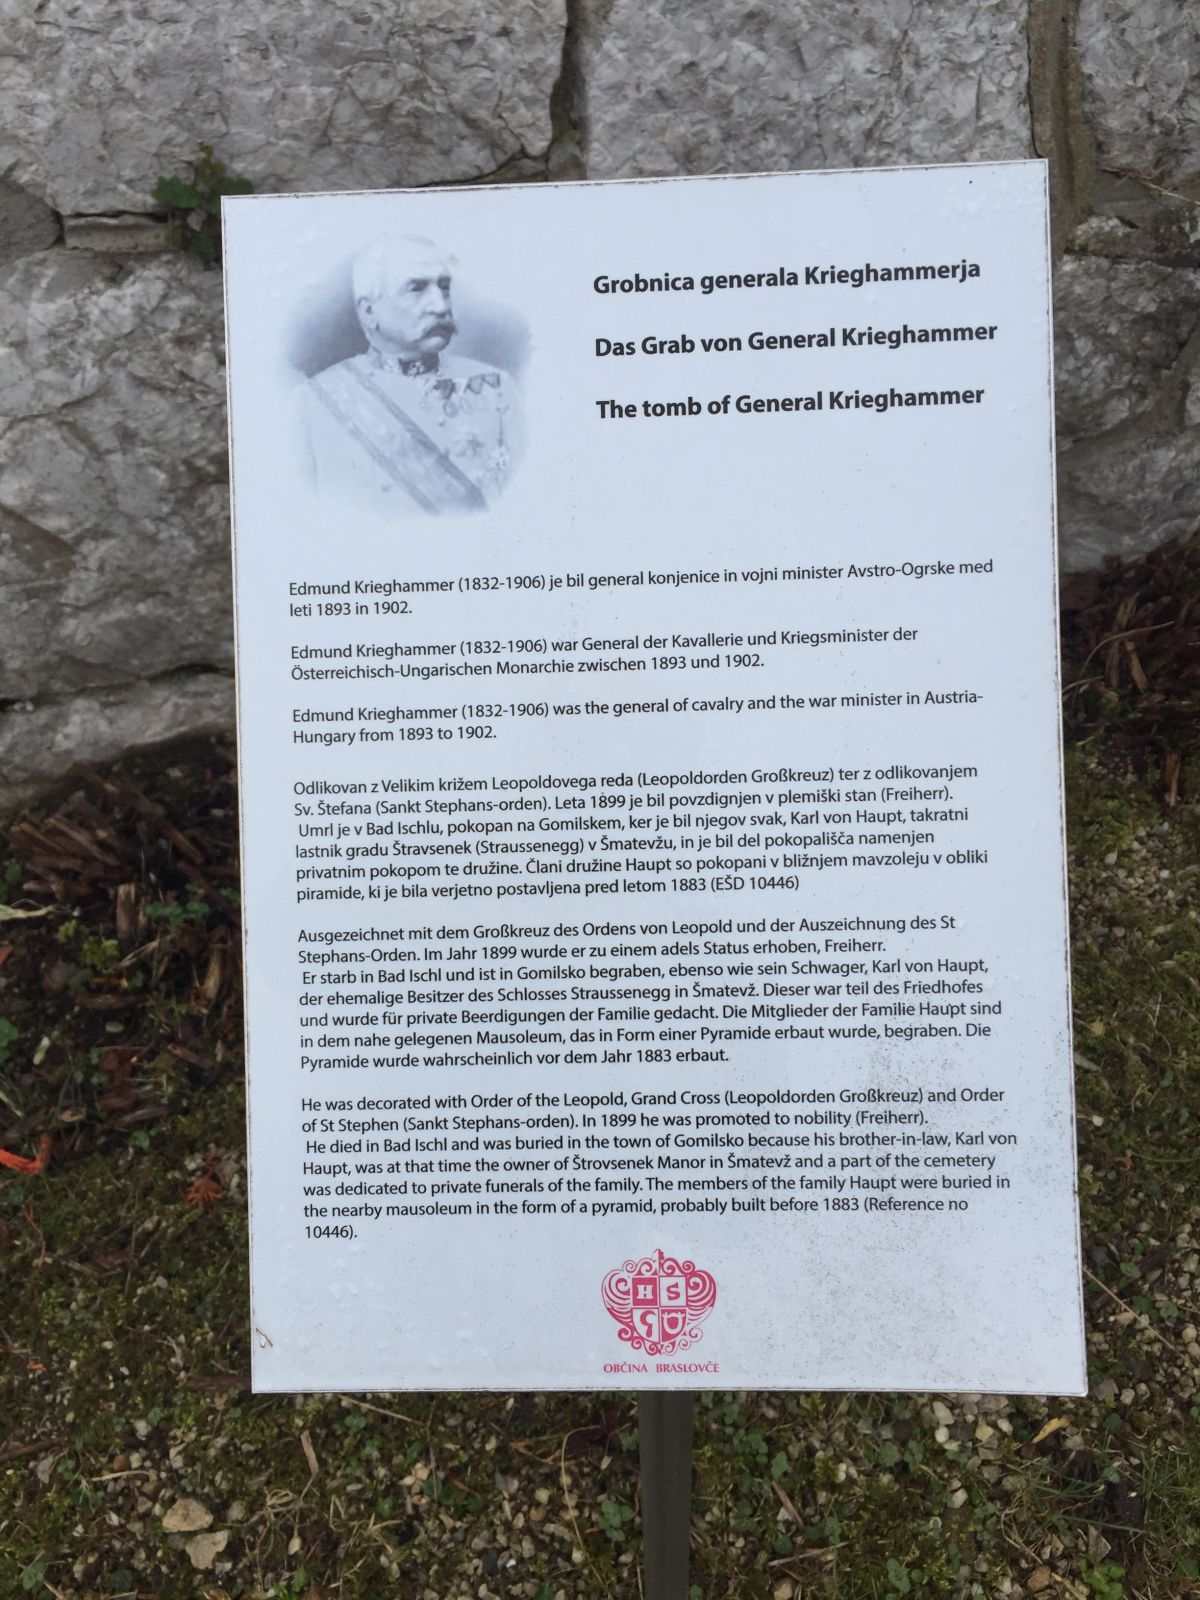 Grobnica generala Krieghammerja
Das Grab von General Krieghammer
The tomb of General Krieghammer
Edmund Krieghammer (1832-1906) je bil general konjenice in vojni minister Avstro-Ogrske med
leti 1893 in 1902.
Edmund Krieghammer (1832-1906) war General der Kavallerie und Kriegsminister der
Österreichisch-Ungarischen Monarchie zwischen 1893 und 1902.
Edmund Krieghammer (1832-1906) was the general of cavalry and the war minister in Austria-
Hungary from 1893 to 1902.
Odlikovan z Velikim križem Leopoldovega reda (Leopoldorden Großkreuz) ter z odlikovanjem
Sv. Štefana (Sankt Stephans-orden). Leta 1899 je bil povzdignjen v plemiški stan (Freiherr).
Umrl je v Bad Ischlu, pokopan na Gomilskem, ker je bil njegov svak, Karl von Haupt, takratni
lastnik gradu Štravsenek (Straussenegg) v Šmatevžu, in je bil del pokopališča namenjen
privatnim pokopom te družine. Člani družine Haupt so pokopani v bližnjem mavzoleju v obliki
piramide, ki je bila verjetno postavljena pred letom 1883 (EŠD 10446)
Ausgezeichnet mit dem Großkreuz des Ordens von Leopold und der Auszeichnung des St
Stephans-Orden. Im Jahr 1899 wurde er zu einem adels Status erhoben, Freiherr.
Er starb in Bad Ischl und ist in Gomilsko begraben, ebenso wie sein Schwager, Karl von Haupt,
der ehemalige Besitzer des Schlosses Straussenegg in Šmatevž. Dieser war teil des Friedhofes
und wurde für private Beerdigungen der Familie gedacht. Die Mitglieder der Familie Haupt sind
in dem nahe gelegenen Mausoleum, das in Form einer Pyramide erbaut wurde, begraben. Die
Pyramide wurde wahrscheinlich vor dem Jahr 1883 erbaut.
He was decorated with Order of the Leopold, Grand Cross (Leopoldorden Großkreuz) and Order
of St Stephen (Sankt Stephans-orden). In 1899 he was promoted to nobility (Freiherr).
He died in Bad Ischl and was buried in the town of Gomilsko because his brother-in-law, Karl von
Haupt, was at that time the owner of Štrovsenek Manor in Šmatevž and a part of the cemetery
was dedicated to private funerals of the family. The members of the family Haupt were buried in
the nearby mausoleum in the form of a pyramid, probably built before 1883 (Reference no
10446).
H S
OBČINA BRASLOVČE